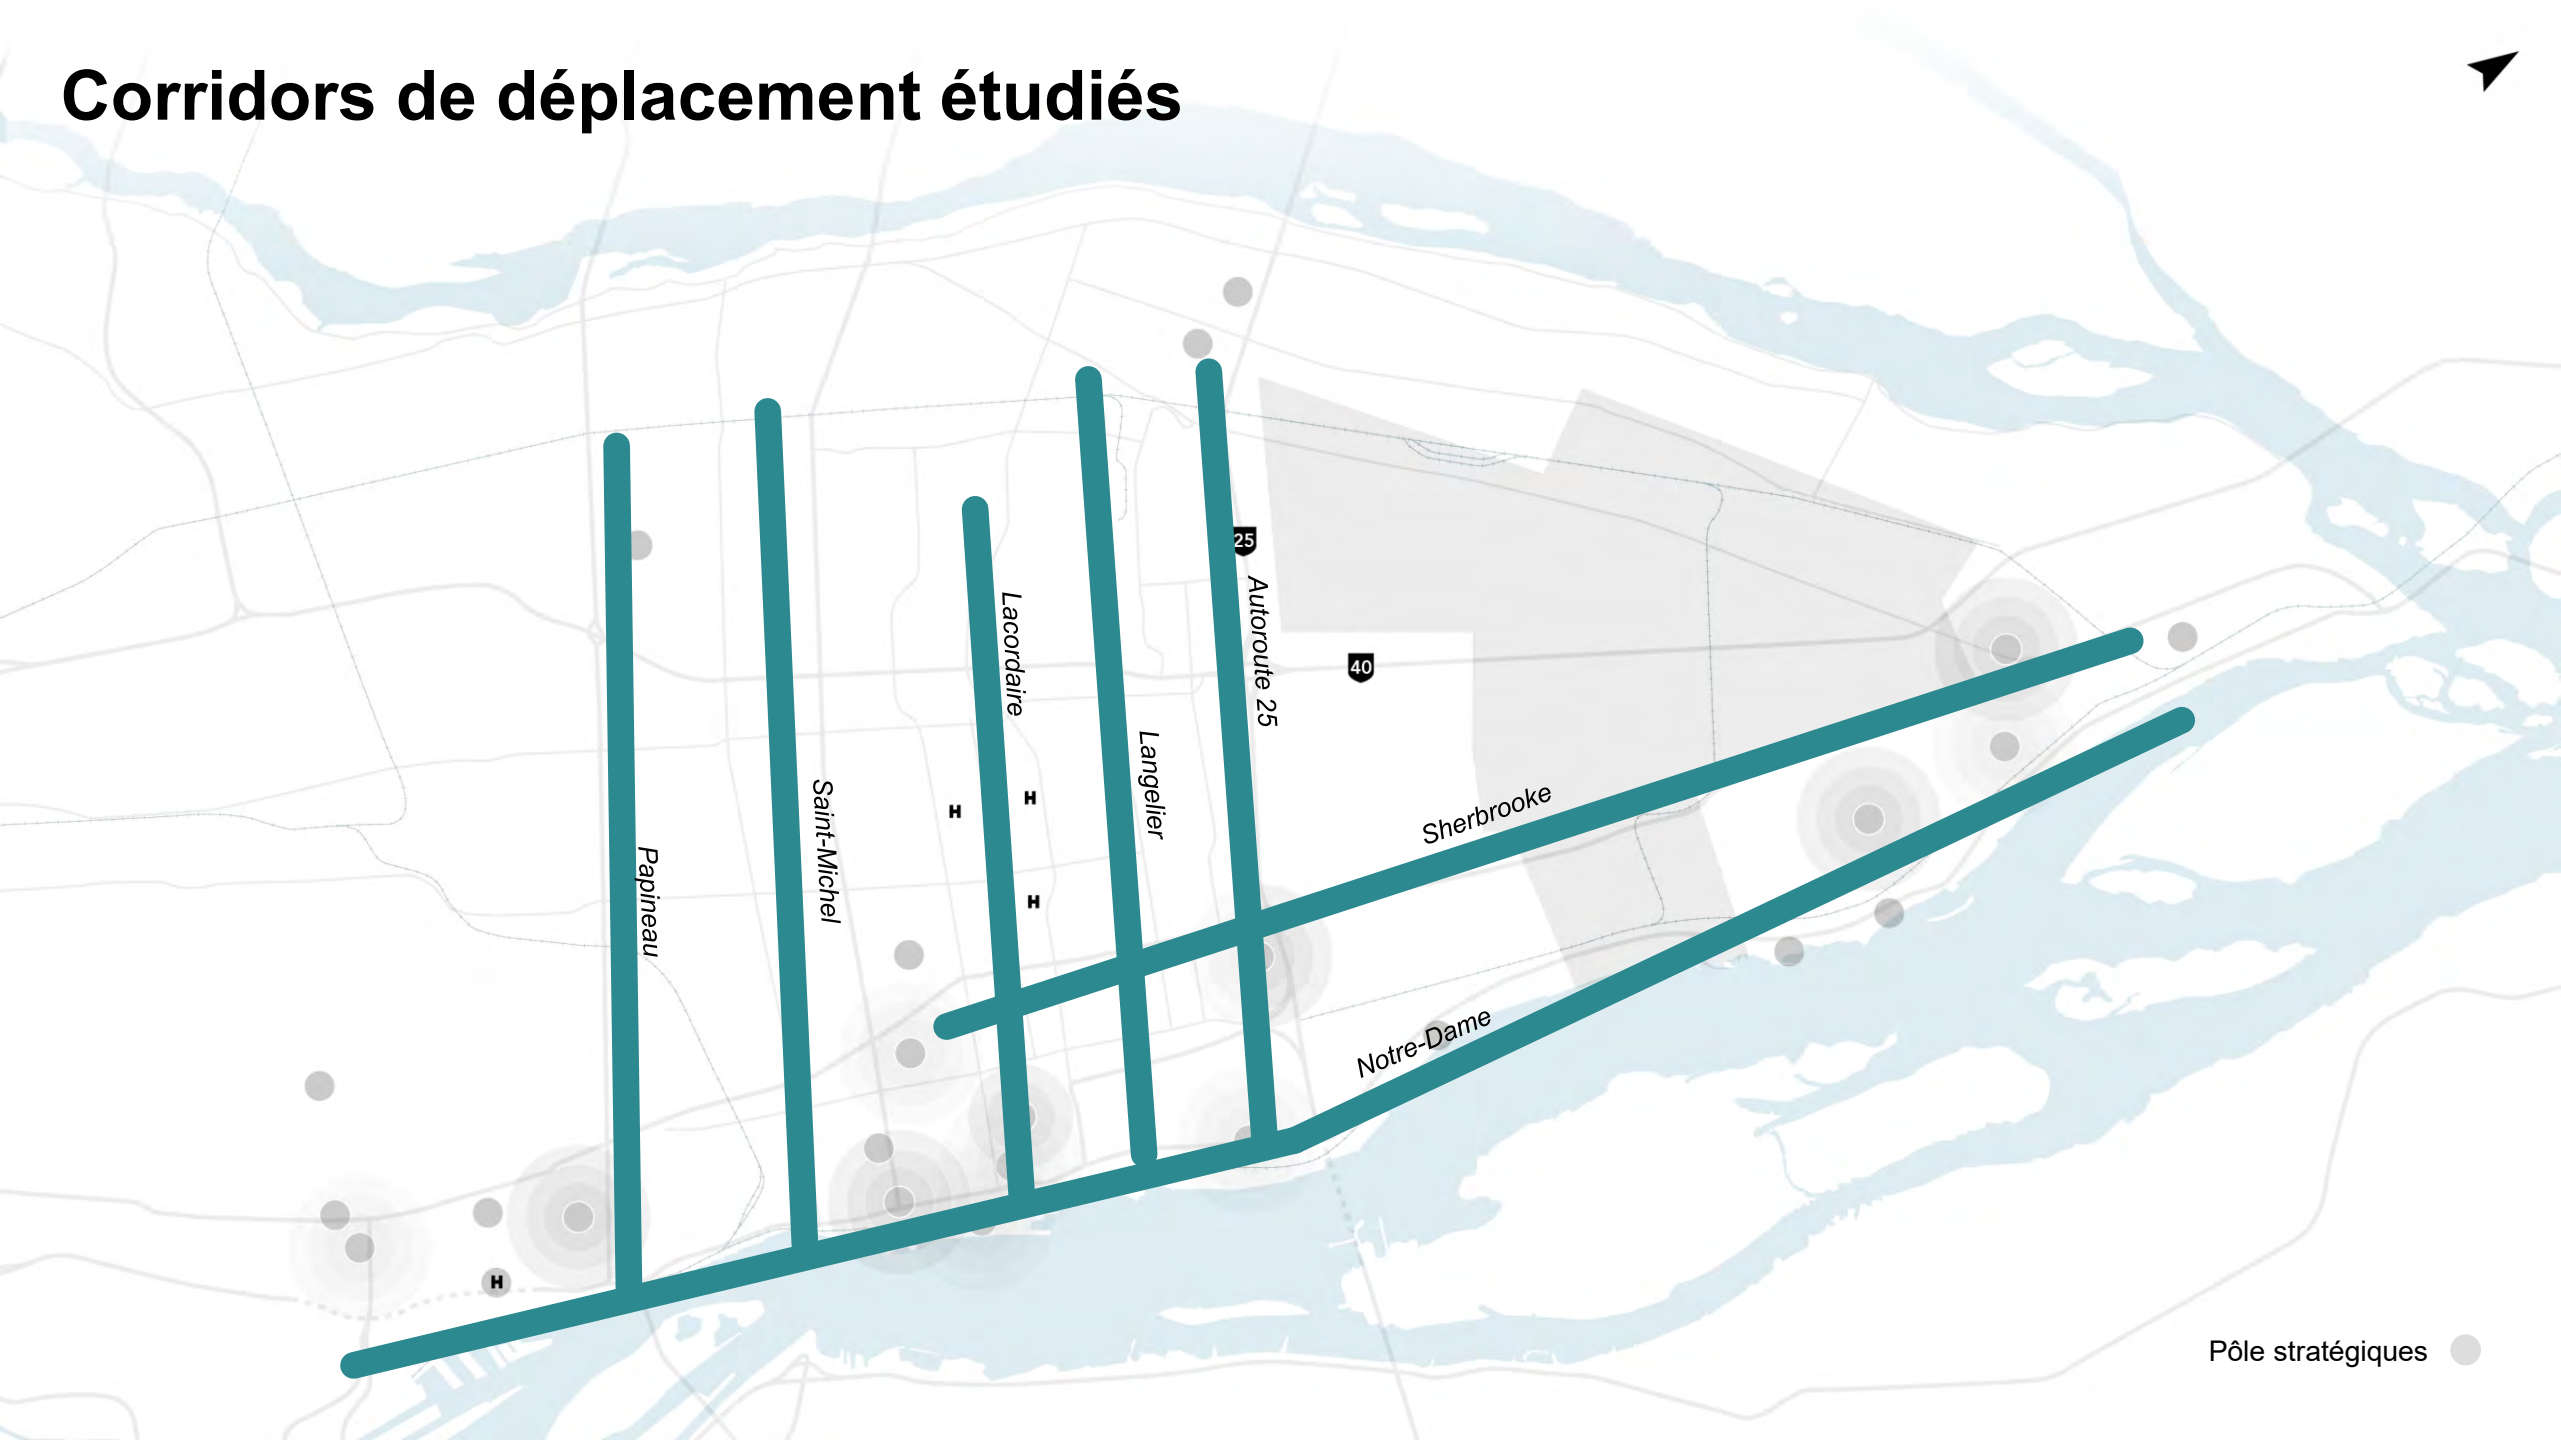 Corridors de déplacement étudiés
25
Autoroute 25
Lacordaire
40
Langelier
Saint-Michel
Sherbrooke
H
H
Papineau
H
Notre-Dame
H
Pôle stratégiques